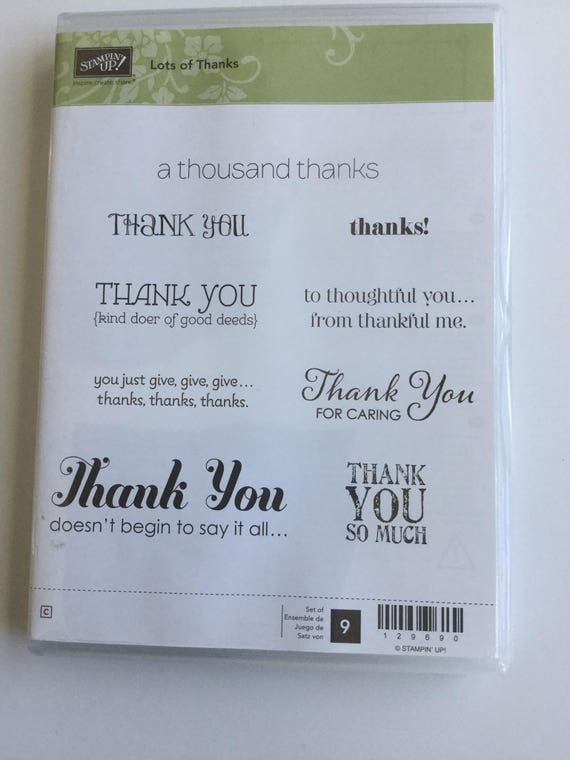 STAMPIN' UP!
inspire.create.share.
Lots of Thanks
a thousand thanks
THANK YOU
thanks!
THANK YOU
{kind doer of good deeds}
to thoughtful you...
from thankful me.
you just give, give, give...
thanks, thanks, thanks.
Thank You
FOR CARING
Thank You
doesn't begin to say it all...
THANK
YOU
SO MUCH
C
Set of
Ensemble de
Juego de
Satz von
9
129690
© STAMPIN' UP!